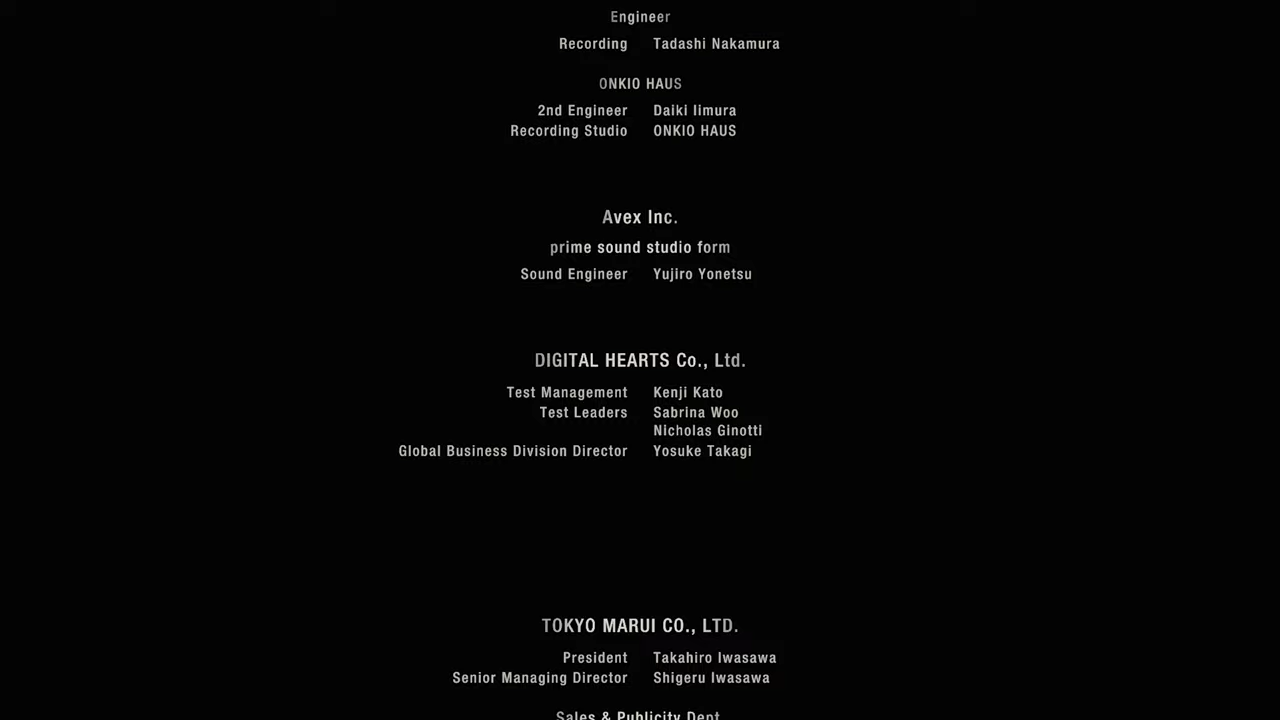 Engineer
Recording Tadashi Nakamura
ONKIO HAUS
2nd Engineer Daiki Iimura
Recording Studio ONKIO HAUS
Avex Inc.
prime sound studio form
Sound Engineer Yujiro Yonetsu
DIGITAL HEARTS Co., Ltd.
Test Management Kenji Kato
Test Leaders Sabrina Woo
Nicholas Ginotti
Global Business Division Director Yosuke Takagi
TOKYO MARUI CO., LTD.
President Takahiro Iwasawa
Senior Managing Director Shigeru Iwasawa
Sales & Publicity Dept.